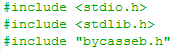 #include <stdio.h>
#include <stdlib.h>
#include "bycasseb.h"